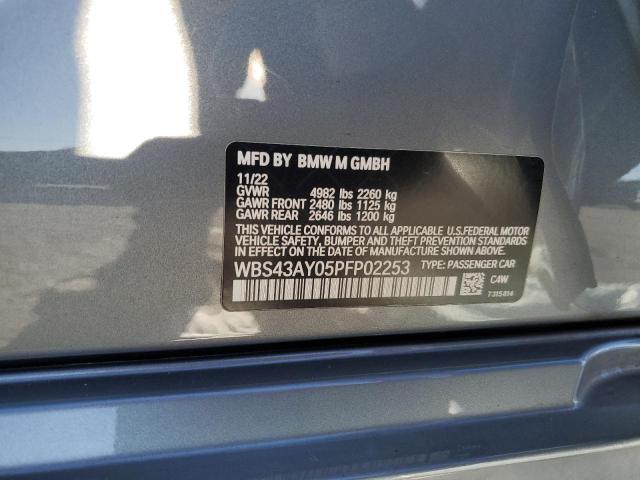 MFD BY BMW M GMBH
11/22
GVWR 4982 lbs 2260 kg
GAWR FRONT 2480 lbs 1125 kg
GAWR REAR 2646 lbs 1200 kg
THIS VEHICLE CONFORMS TO ALL APPLICABLE U.S.FEDERAL MOTOR
VEHICLE SAFETY, BUMPER AND THEFT PREVENTION
STANDARDS IN EFFECT ON THE DATE OF MANUFACTURE
SHOWN ABOVE.
WBS43AY05PFP02253 TYPE: PASSENGER CAR
C4W
7315814